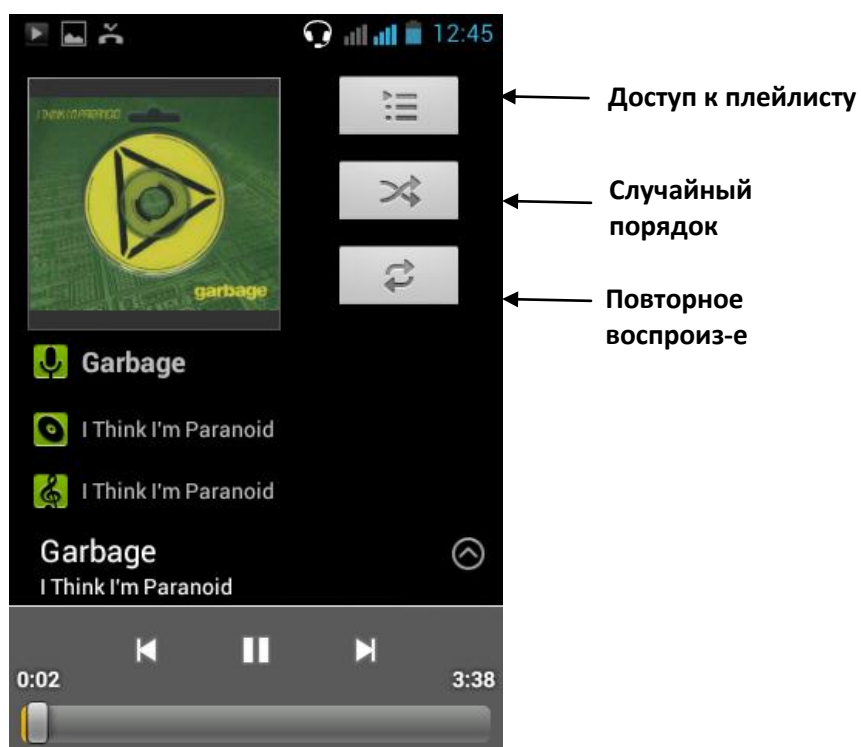 12:45
I THINK I'M PARANOID
garbage
Доступ к плейлисту
Случайный
порядок
Повторное
воспроиз-е
Garbage
I Think I'm Paranoid
I Think I'm Paranoid
Garbage
I Think I'm Paranoid
0:02
3:38